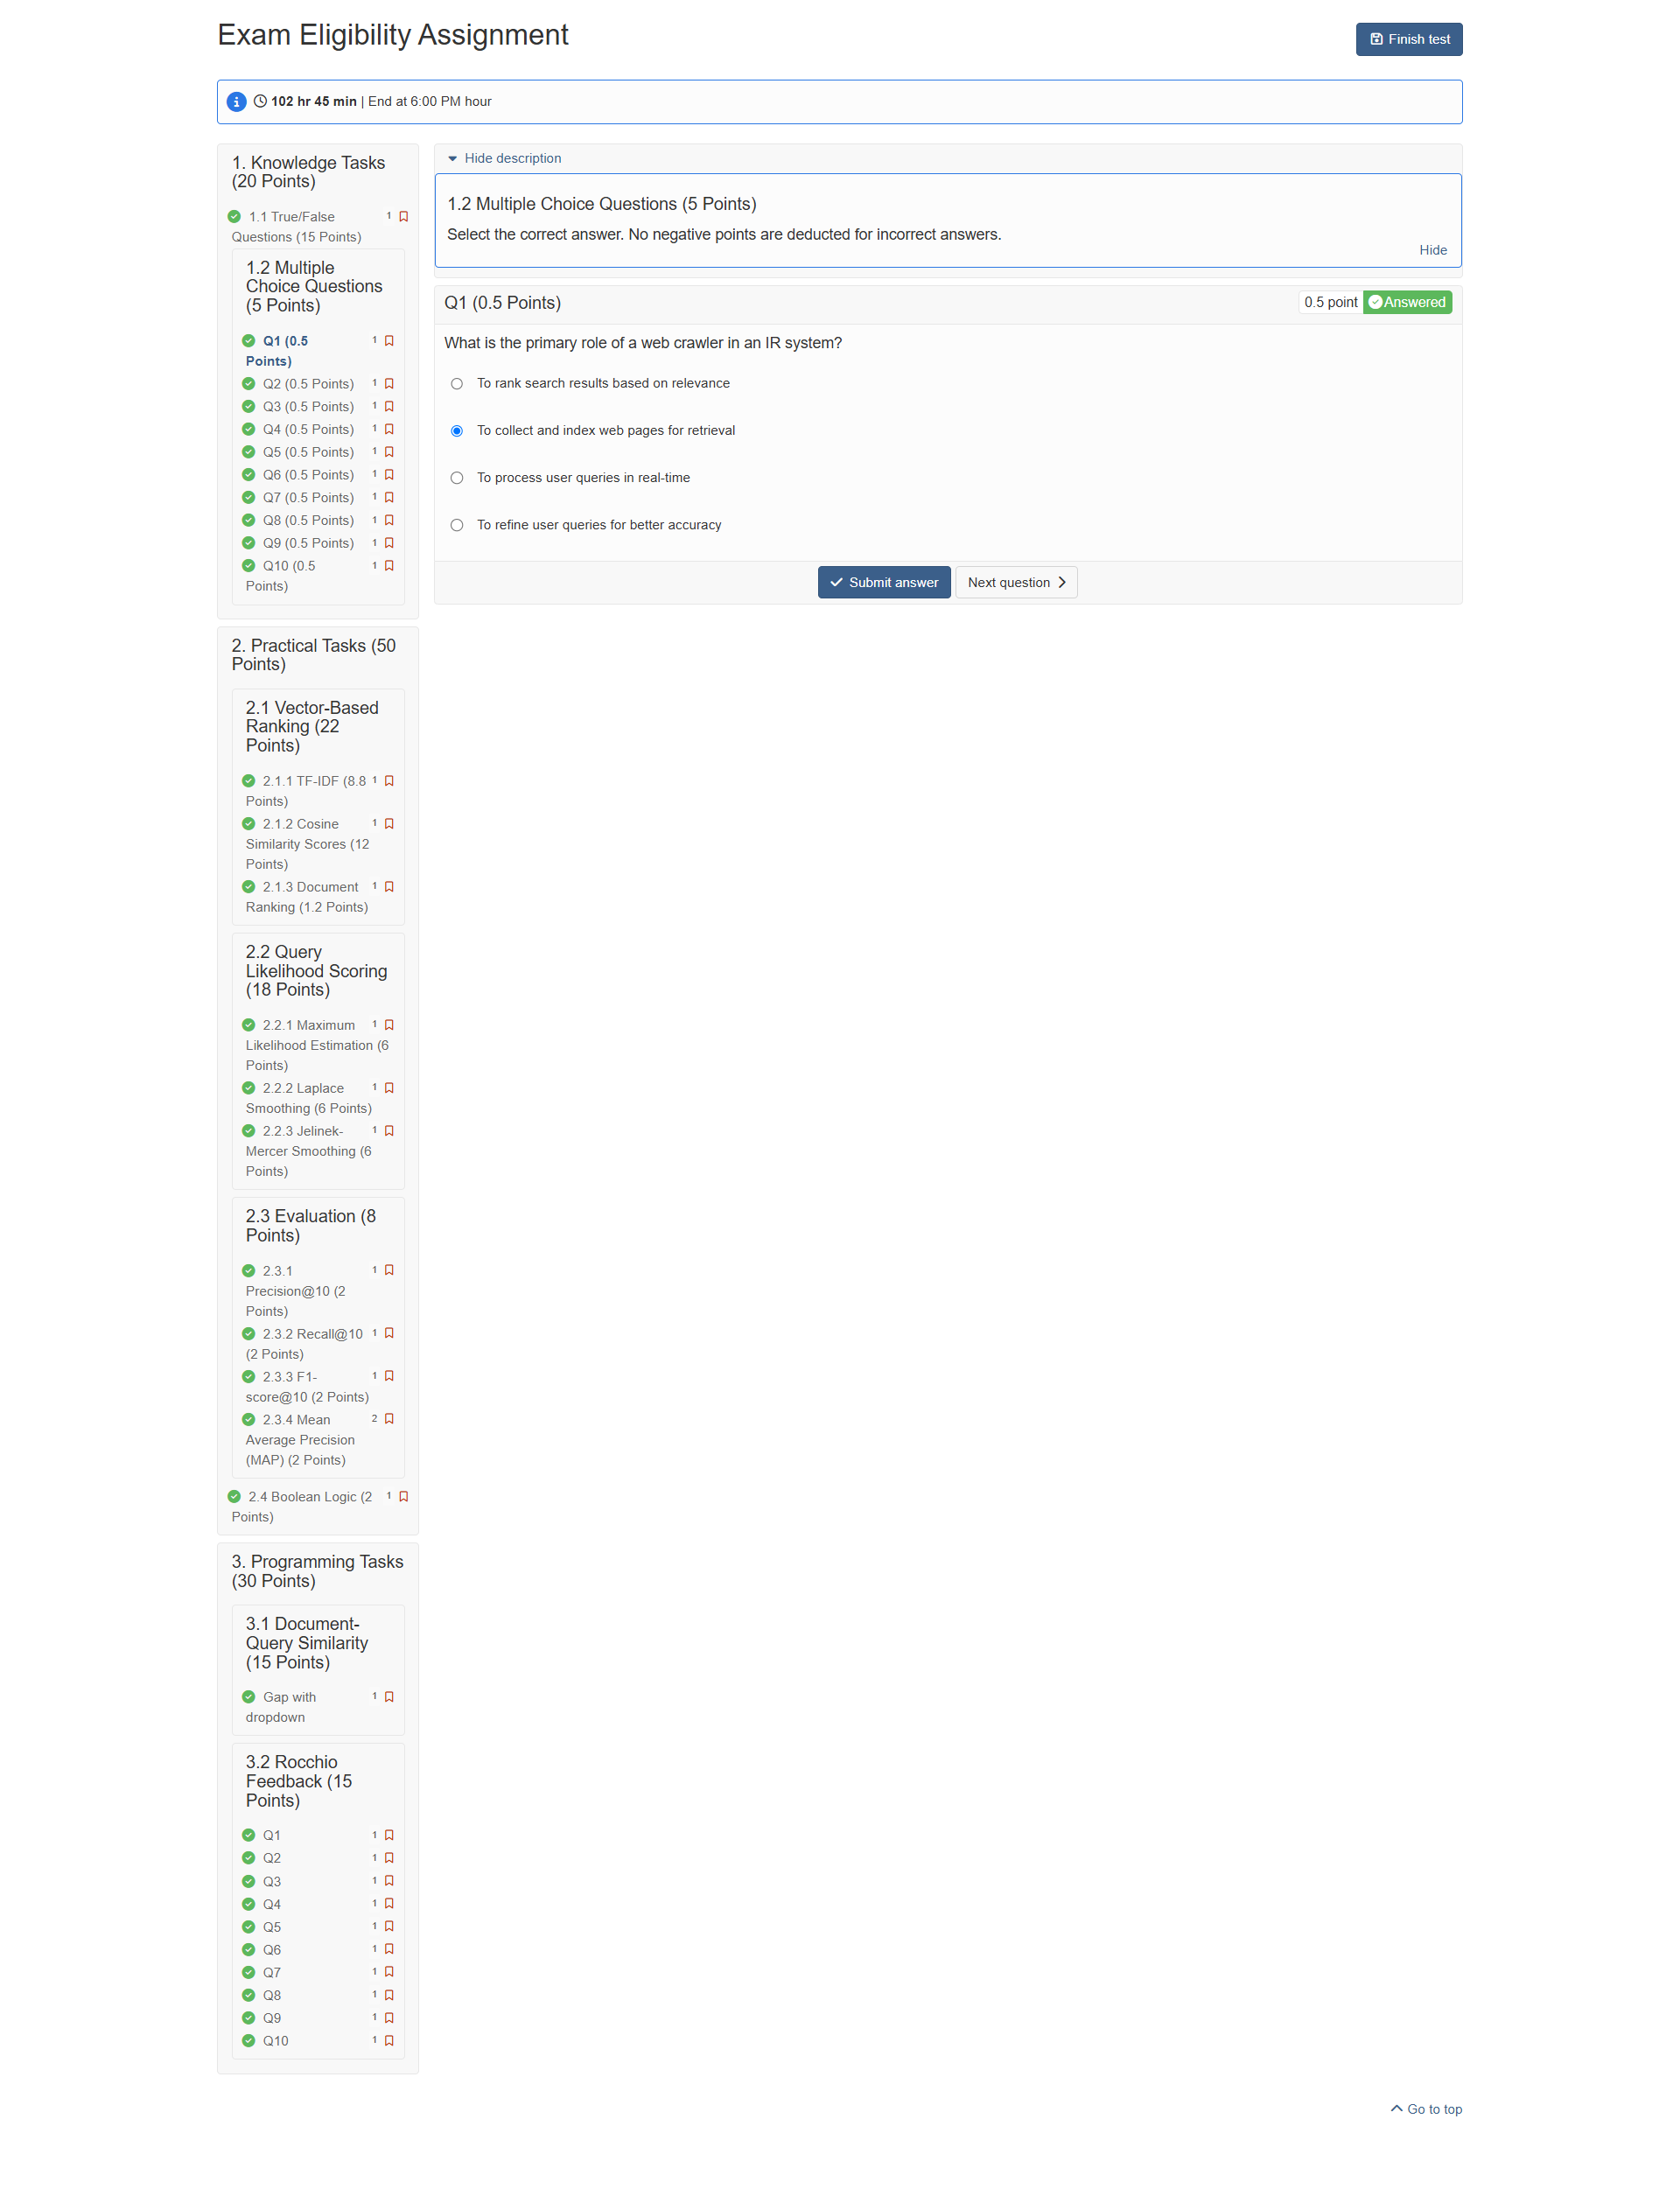 Exam Eligibility Assignment
Finish test
102 hr 45 min | End at 6:00 PM hour
1. Knowledge Tasks
(20 Points)
1.1 True/False 1
Questions (15 Points)
1.2 Multiple
Choice Questions
(5 Points)
Q1 (0.5 1
Points)
Q2 (0.5 Points) 1
Q3 (0.5 Points) 1
Q4 (0.5 Points) 1
Q5 (0.5 Points) 1
Q6 (0.5 Points) 1
Q7 (0.5 Points) 1
Q8 (0.5 Points) 1
Q9 (0.5 Points) 1
Q10 (0.5 1
Points)
2. Practical Tasks (50
Points)
2.1 Vector-Based
Ranking (22
Points)
2.1.1 TF-IDF (8.8 1
Points)
2.1.2 Cosine 1
Similarity Scores (12
Points)
2.1.3 Document 1
Ranking (1.2 Points)
2.2 Query
Likelihood Scoring
(18 Points)
2.2.1 Maximum 1
Likelihood Estimation (6
Points)
2.2.2 Laplace 1
Smoothing (6 Points)
2.2.3 Jelinek- 1
Mercer Smoothing (6
Points)
2.3 Evaluation (8
Points)
2.3.1 1
Precision@10 (2
Points)
2.3.2 Recall@10 1
(2 Points)
2.3.3 F1- 1
score@10 (2 Points)
2.3.4 Mean 2
Average Precision
(MAP) (2 Points)
2.4 Boolean Logic (2 1
Points)
3. Programming Tasks
(30 Points)
3.1 Document-
Query Similarity
(15 Points)
Gap with 1
dropdown
3.2 Rocchio
Feedback (15
Points)
Q1 1
Q2 1
Q3 1
Q4 1
Q5 1
Q6 1
Q7 1
Q8 1
Q9 1
Q10 1
Hide description
1.2 Multiple Choice Questions (5 Points)
Select the correct answer. No negative points are deducted for incorrect answers.
Hide
Q1 (0.5 Points)
0.5 point Answered
What is the primary role of a web crawler in an IR system?
To rank search results based on relevance
To collect and index web pages for retrieval
To process user queries in real-time
To refine user queries for better accuracy
Submit answer
Next question
Go to top